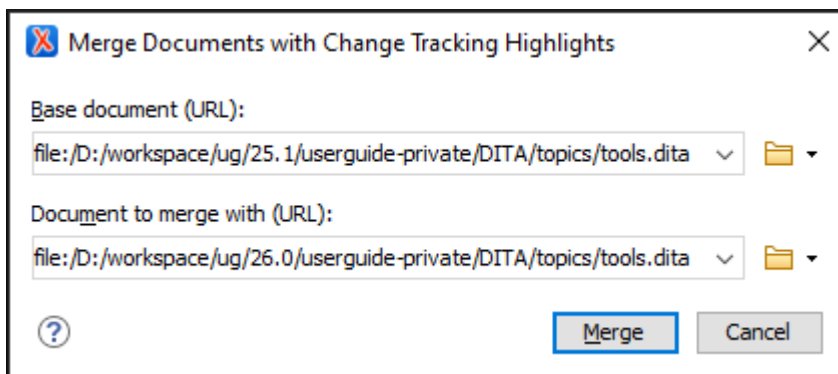 Merge Documents with Change Tracking Highlights
Base document (URL):
file:/D:/workspace/ug/25.1/userguide-private/DITA/topics/tools.dita
Document to merge with (URL):
file:/D:/workspace/ug/26.0/userguide-private/DITA/topics/tools.dita
? Merge Cancel